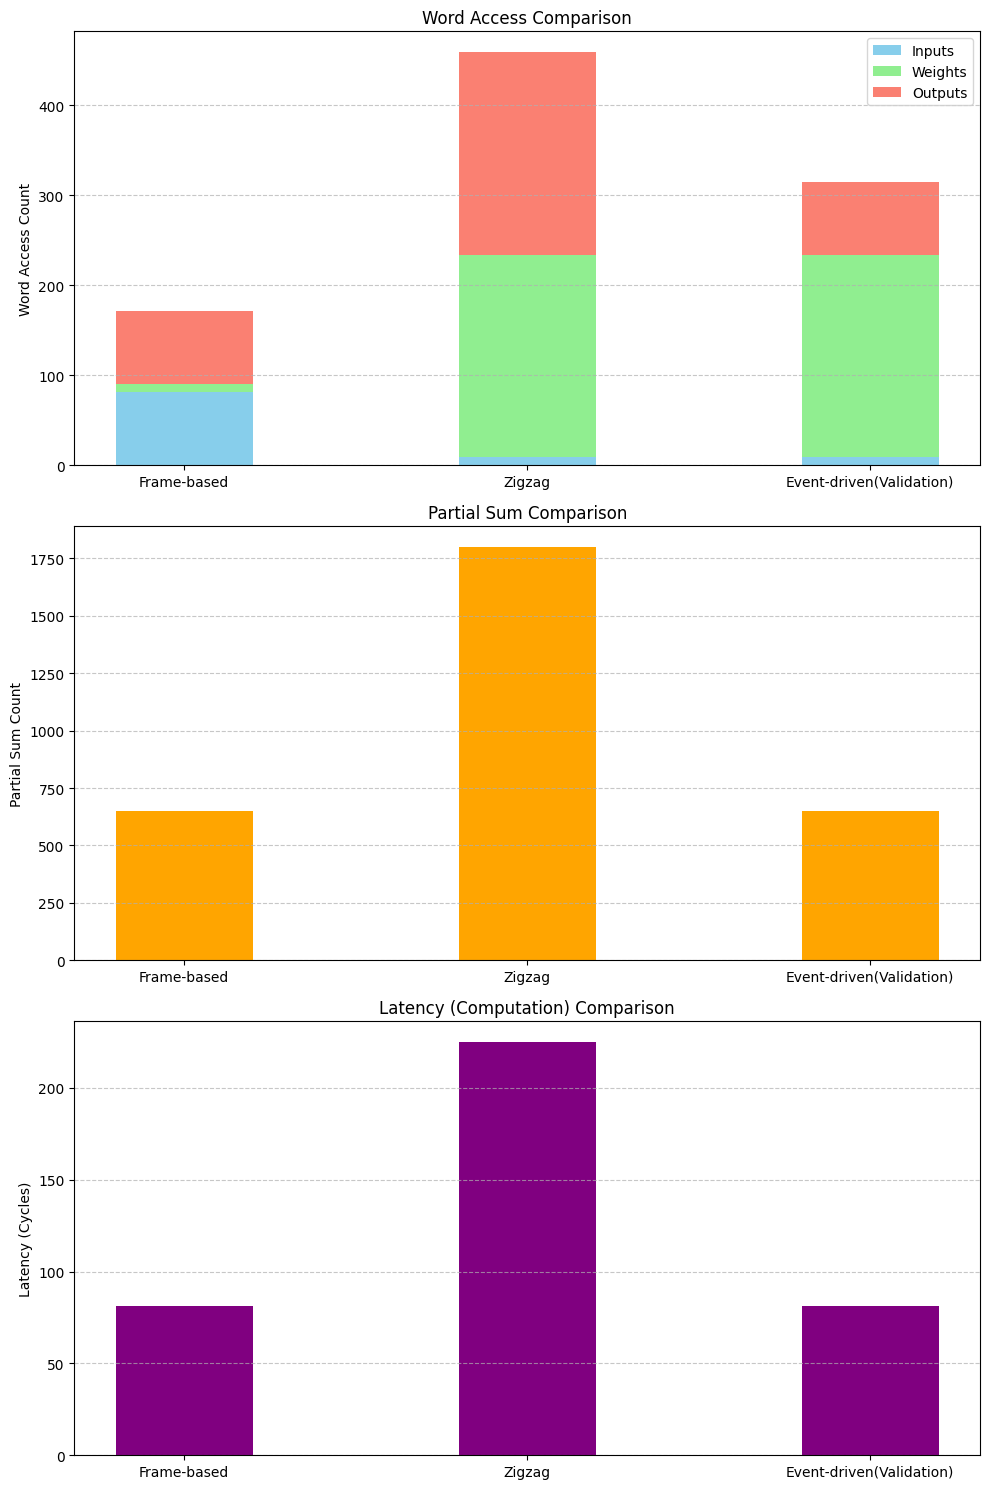 Word Access Comparison
Word Access Count
400
300
200
100
0
Inputs
Weights
Outputs
Frame-based
Zigzag
Event-driven(Validation)
Partial Sum Comparison
Partial Sum Count
1750
1500
1250
1000
750
500
250
0
Frame-based
Zigzag
Event-driven(Validation)
Latency (Computation) Comparison
Latency (Cycles)
200
150
100
50
0
Frame-based
Zigzag
Event-driven(Validation)